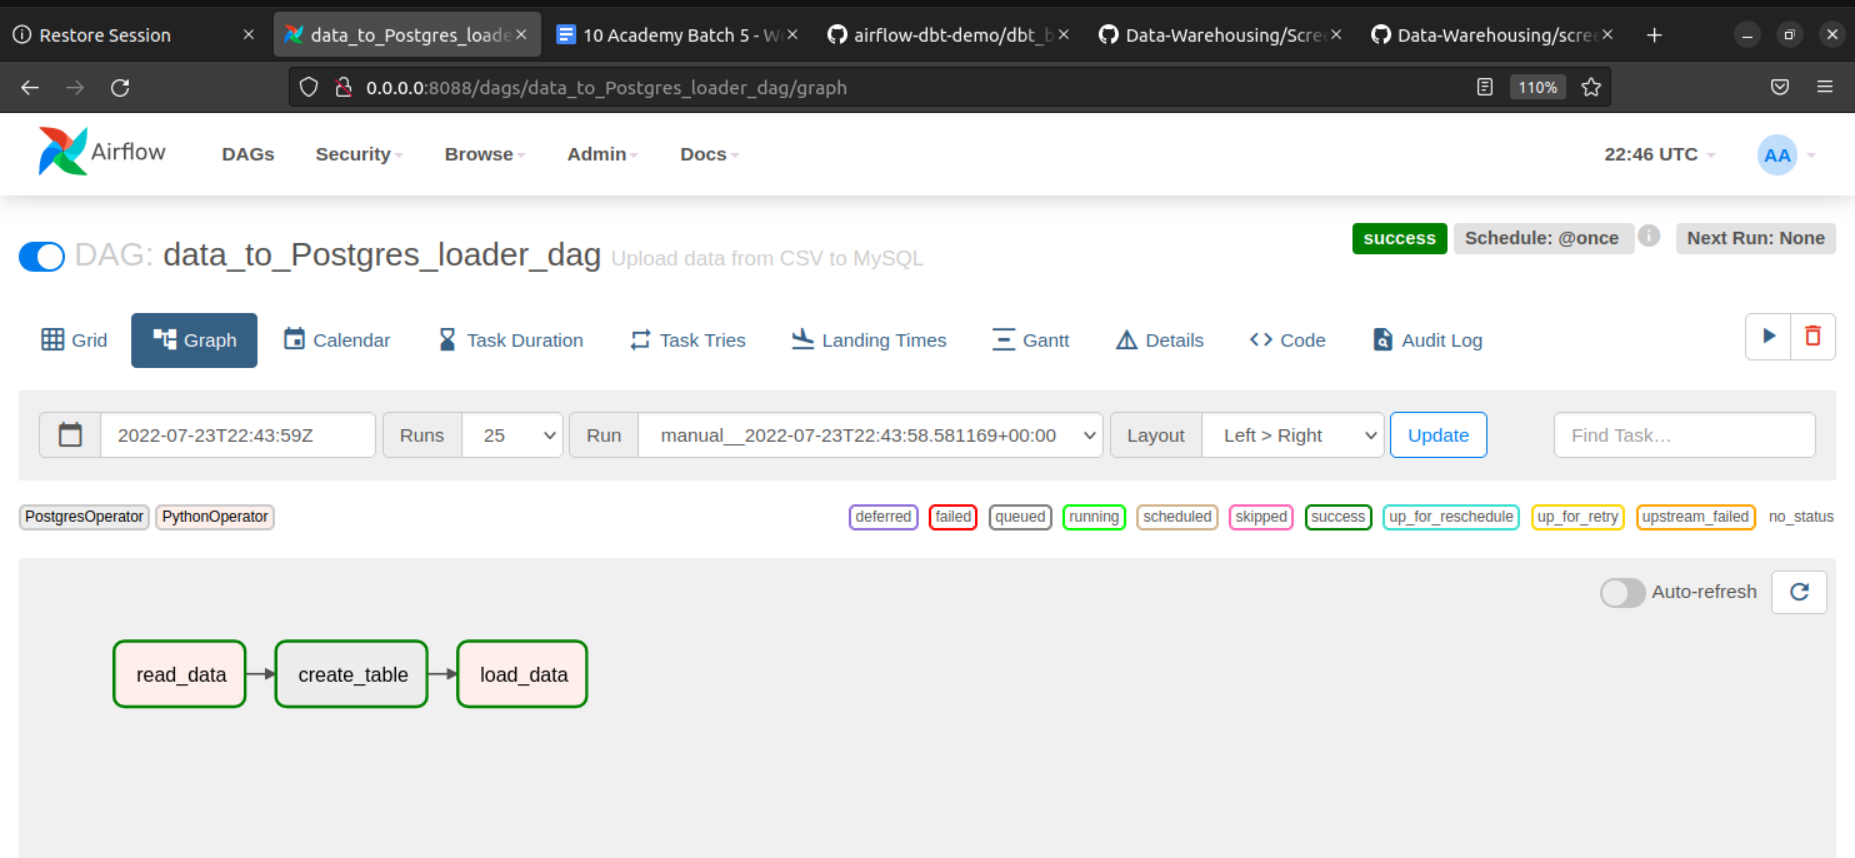 Restore Session
data_to_Postgres_loade
10 Academy Batch 5 - W
airflow-dbt-demo/dbt_b
Data-Warehousing/Scre
Data-Warehousing/scre
0.0.0.0:8088/dags/data_to_Postgres_loader_dag/graph
110%
Airflow
DAGs
Security
Browse
Admin
Docs
22:46 UTC
AA
DAG: data_to_Postgres_loader_dag Upload data from CSV to MySQL
success
Schedule: @once
Next Run: None
Grid
Graph
Calendar
Task Duration
Task Tries
Landing Times
Gantt
Details
Code
Audit Log
2022-07-23T22:43:59Z
Runs
25
Run
manual__2022-07-23T22:43:58.581169+00:00
Layout
Left > Right
Update
Find Task…
PostgresOperator
PythonOperator
deferred
failed
queued
running
scheduled
skipped
success
up_for_reschedule
up_for_retry
upstream_failed
no_status
Auto-refresh
read_data
create_table
load_data